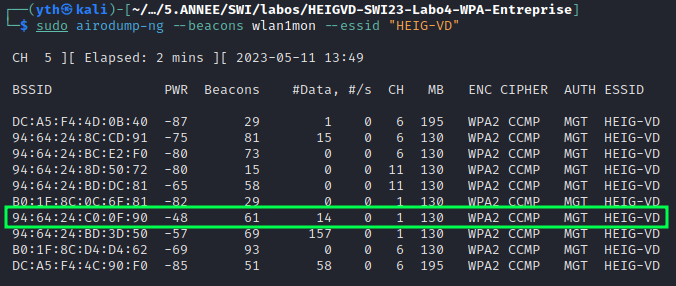 ┌──(yth㉿kali)-[~/…/5.ANNEE/SWI/labos/HEIGVD-SWI23-Labo4-WPA-Entreprise]
└─$ sudo airodump-ng --beacons wlan1mon --essid "HEIG-VD"
CH  5 ][ Elapsed: 2 mins ][ 2023-05-11 13:49
BSSID              PWR  Beacons    #Data, #/s  CH   MB   ENC CIPHER  AUTH ESSID
DC:A5:F4:4D:0B:40  -87       29        1    0   6  195   WPA2 CCMP   MGT  HEIG-VD
94:64:24:8C:CD:91  -75       81       15    0   6  130   WPA2 CCMP   MGT  HEIG-VD
94:64:24:BC:E2:F0  -80       73        0    0   6  130   WPA2 CCMP   MGT  HEIG-VD
94:64:24:8D:50:72  -80       15        0    0  11  130   WPA2 CCMP   MGT  HEIG-VD
94:64:24:BD:DC:81  -65       58        0    0  11  130   WPA2 CCMP   MGT  HEIG-VD
B0:1F:8C:0C:6F:81  -82       29        0    0   1  130   WPA2 CCMP   MGT  HEIG-VD
94:64:24:C0:0F:90  -48       61       14    0   1  130   WPA2 CCMP   MGT  HEIG-VD
94:64:24:BD:3D:50  -57       69      157    0   1  130   WPA2 CCMP   MGT  HEIG-VD
B0:1F:8C:D4:D4:62  -69       93        0    0   6  130   WPA2 CCMP   MGT  HEIG-VD
DC:A5:F4:4C:90:F0  -85       51       58    0   6  195   WPA2 CCMP   MGT  HEIG-VD